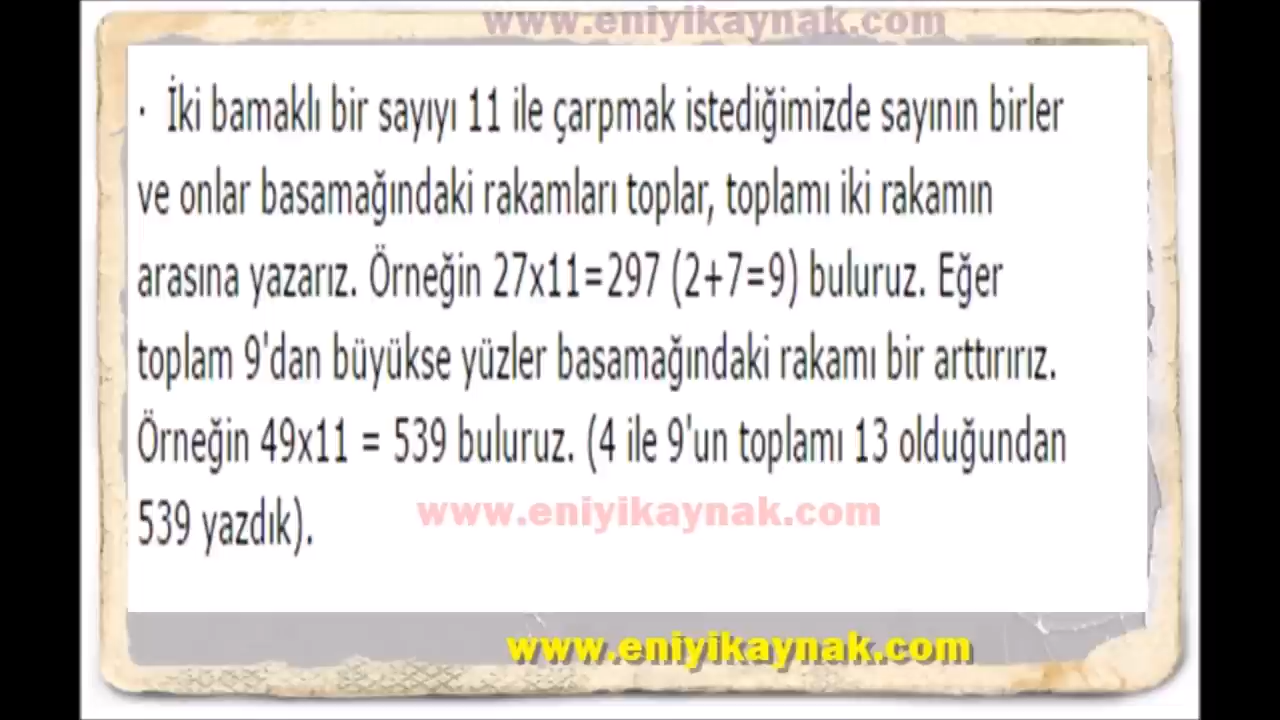 www.eniyikaynak.com
· İki bamaklı bir sayıyı 11 ile çarpmak istediğimizde sayının birler
ve onlar basamağındaki rakamları toplar, toplamı iki rakamın
arasına yazarız. Örneğin 27x11=297 (2+7=9) buluruz. Eğer
toplam 9'dan büyükse yüzler basamağındaki rakamı bir arttırırız.
Örneğin 49x11 = 539 buluruz. (4 ile 9'un toplamı 13 olduğundan
539 yazdık).
www.eniyikaynak.com
www.eniyikaynak.com